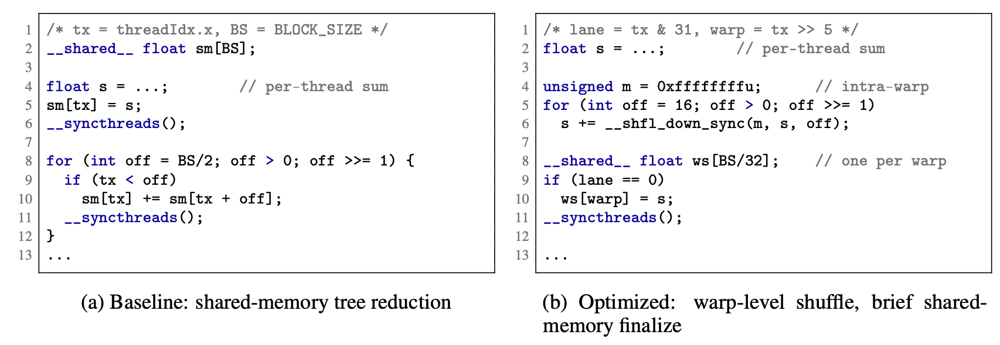 1 /* tx = threadIdx.x, BS = BLOCK_SIZE */
2 __shared__ float sm[BS];
3
4 float s = ...;        // per-thread sum
5 sm[tx] = s;
6 __syncthreads();
7
8 for (int off = BS/2; off > 0; off >>= 1) {
9   if (tx < off)
10     sm[tx] += sm[tx + off];
11   __syncthreads();
12 }
13 ...
(a) Baseline: shared-memory tree reduction
1 /* lane = tx & 31, warp = tx >> 5 */
2 float s = ...;        // per-thread sum
3
4 unsigned m = 0xffffffffu;      // intra-warp
5 for (int off = 16; off > 0; off >>= 1)
6   s += __shfl_down_sync(m, s, off);
7
8 __shared__ float ws[BS/32];    // one per warp
9 if (lane == 0)
10   ws[warp] = s;
11 __syncthreads();
12
13 ...
(b) Optimized: warp-level shuffle, brief shared-
memory finalize